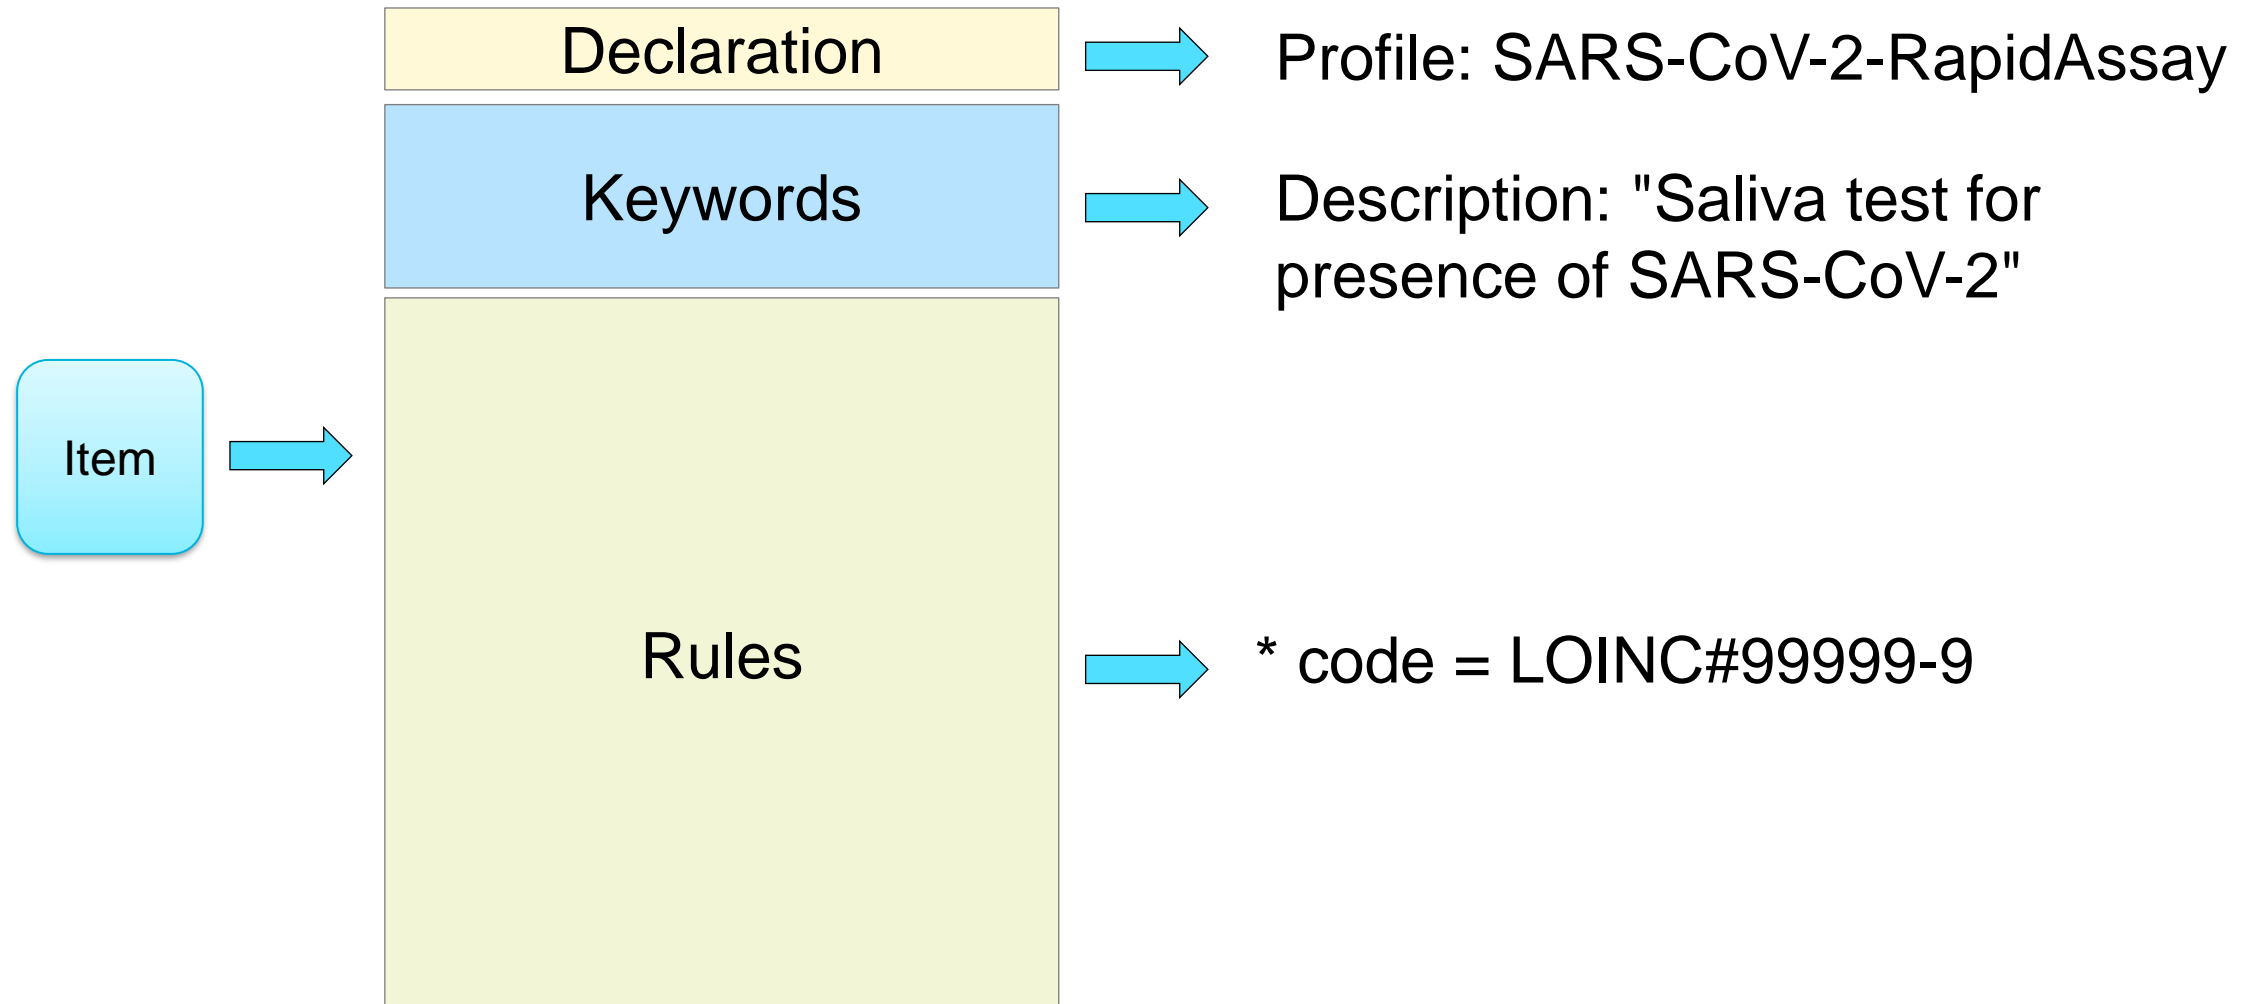 Declaration
Profile: SARS-CoV-2-RapidAssay
Keywords
Description: "Saliva test for
presence of SARS-CoV-2"
Item
Rules
* code = LOINC#99999-9